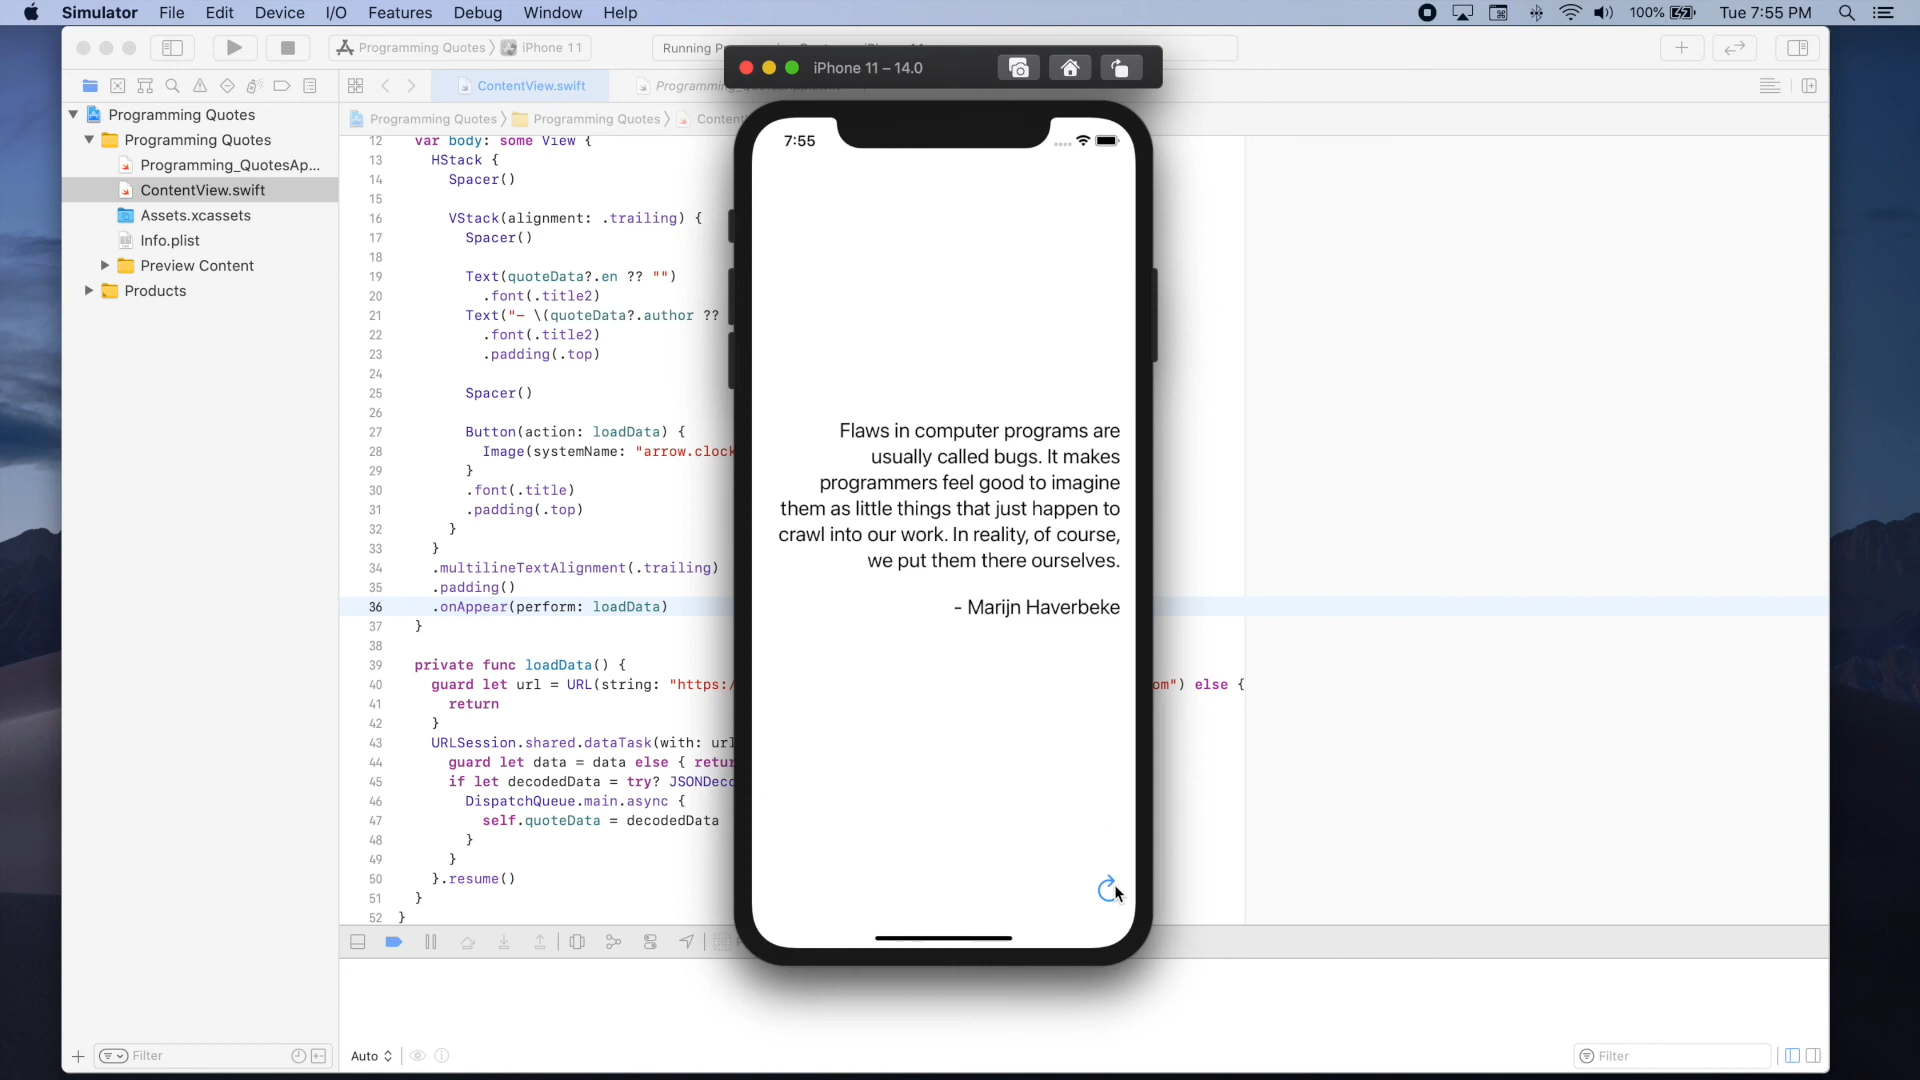 Simulator File Edit Device I/O Features Debug Window Help 100% Tue 7:55 PM
Programming Quotes iPhone 11
Running
iPhone 11 – 14.0
ContentView.swift
Programming Quotes Programming Quotes
Programming Quotes
Programming Quotes
Programming_QuotesAp...
ContentView.swift
Assets.xcassets
Info.plist
Preview Content
Products
12 var body: some View {
13 HStack {
14 Spacer()
15
16 VStack(alignment: .trailing) {
17 Spacer()
18
19 Text(quoteData?.en ?? "")
20 .font(.title2)
21 Text("– \(quoteData?.author ??
22 .font(.title2)
23 .padding(.top)
24
25 Spacer()
26
27 Button(action: loadData) {
28 Image(systemName: "arrow.clock
29 }
30 .font(.title)
31 .padding(.top)
32 }
33 }
34 .multilineTextAlignment(.trailing)
35 .padding()
36 .onAppear(perform: loadData)
37 }
38
39 private func loadData() {
40 guard let url = URL(string: "https:/ om") else {
41 return
42 }
43 URLSession.shared.dataTask(with: url
44 guard let data = data else { retur
45 if let decodedData = try? JSONDeco
46 DispatchQueue.main.async {
47 self.quoteData = decodedData
48 }
49 }
50 }.resume()
51 }
52 }
7:55
Flaws in computer programs are
usually called bugs. It makes
programmers feel good to imagine
them as little things that just happen to
crawl into our work. In reality, of course,
we put them there ourselves.
- Marijn Haverbeke
Filter
Auto
Filter